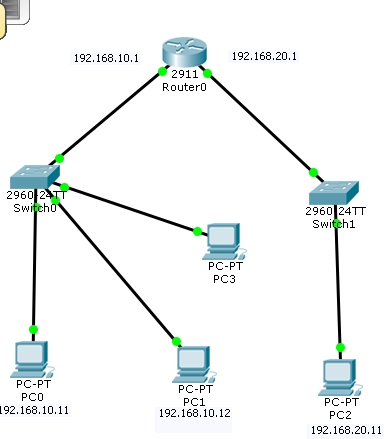 192.168.10.1
192.168.20.1
2911
Router0
2960-24TT
Switch0
2960-24TT
Switch1
PC-PT
PC3
PC-PT
PC0
192.168.10.11
PC-PT
PC1
192.168.10.12
PC-PT
PC2
192.168.20.11